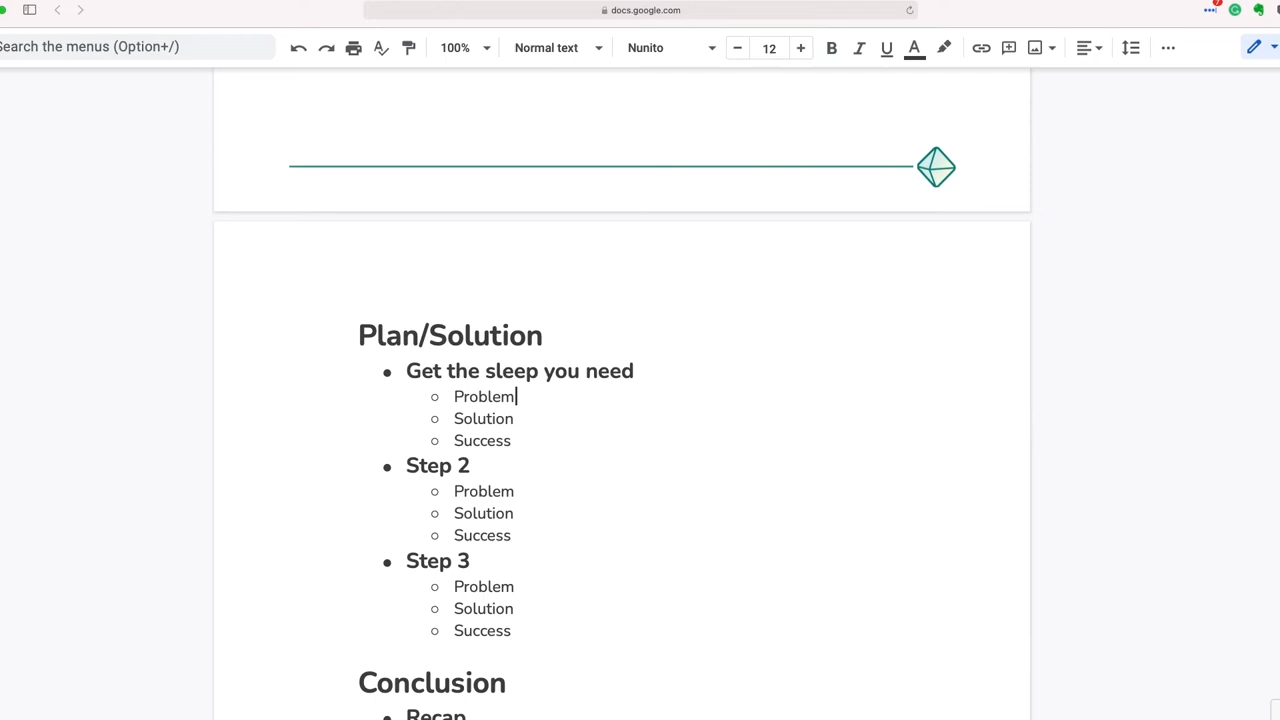 docs.google.com
7
Search the menus (Option+/)
100%
Normal text
Nunito
12
B I U A
Plan/Solution
Get the sleep you need
Problem
Solution
Success
Step 2
Problem
Solution
Success
Step 3
Problem
Solution
Success
Conclusion
Recap